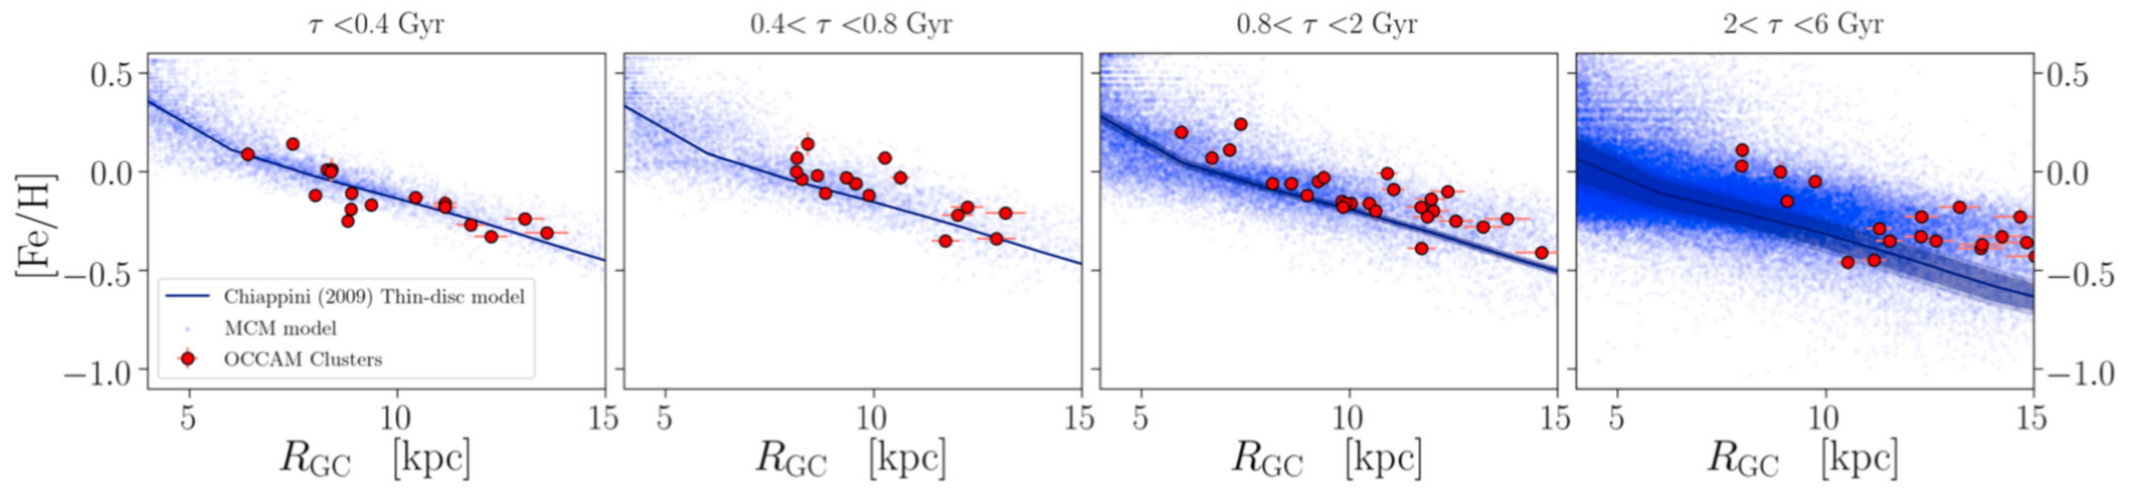 τ <0.4 Gyr
0.4< τ <0.8 Gyr
0.8< τ <2 Gyr
2< τ <6 Gyr
[Fe/H]
0.5
0.0
−0.5
−1.0
Chiappini (2009) Thin-disc model
MCM model
OCCAM Clusters
0.5
0.0
−0.5
−1.0
5 10 15
5 10 15
5 10 15
5 10 15
R_GC [kpc]
R_GC [kpc]
R_GC [kpc]
R_GC [kpc]